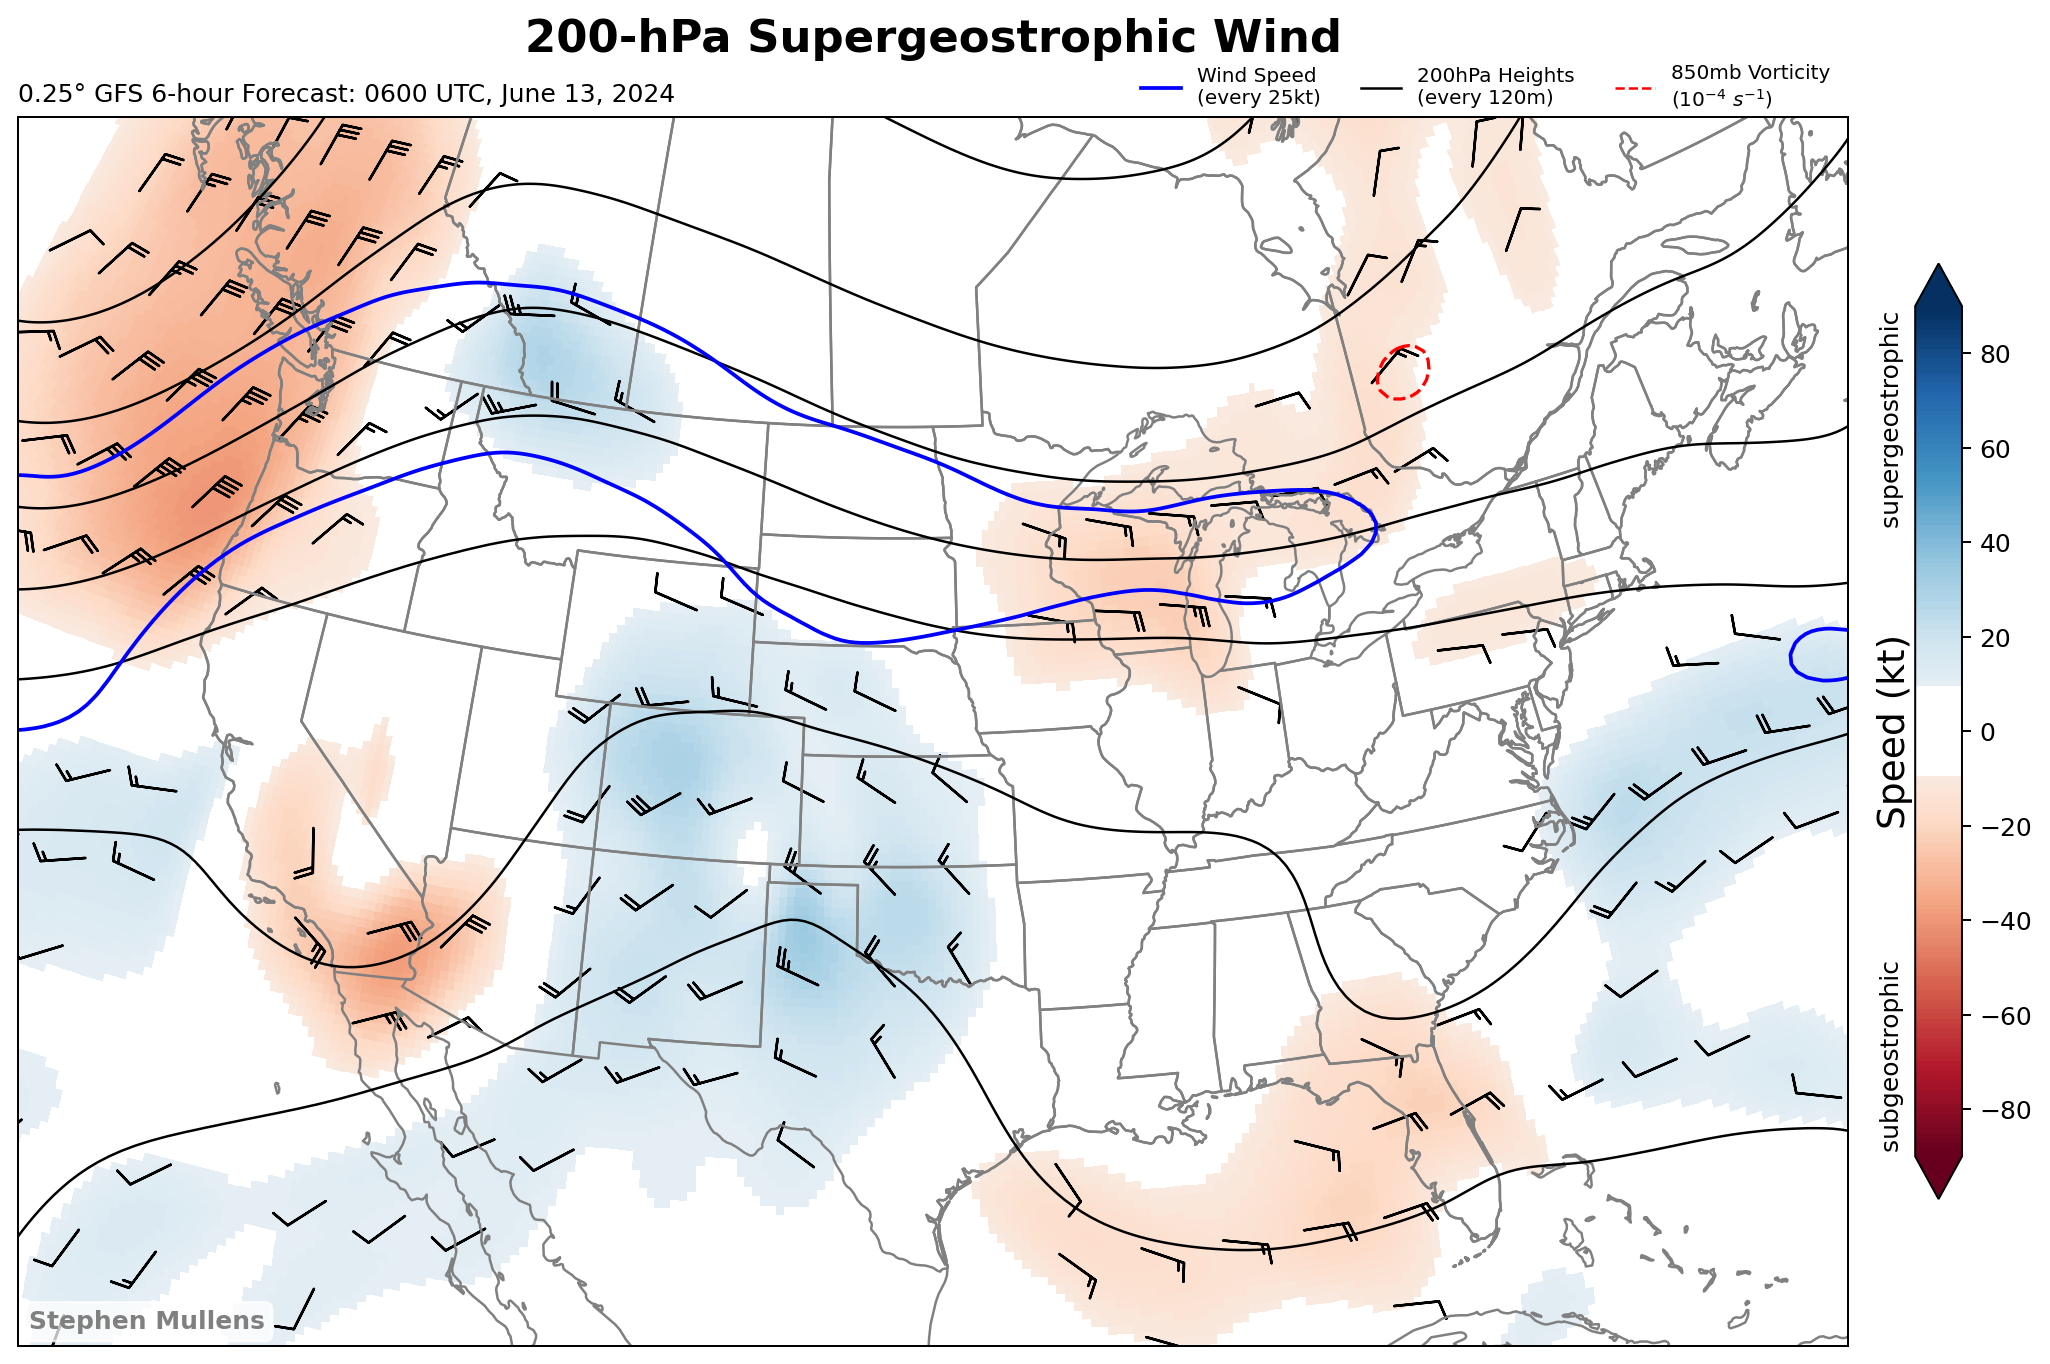 200-hPa Supergeostrophic Wind
0.25° GFS 6-hour Forecast: 0600 UTC, June 13, 2024
Wind Speed
(every 25kt)
200hPa Heights
(every 120m)
850mb Vorticity
(10⁻⁴ s⁻¹)
supergeostrophic
Speed (kt)
subgeostrophic
80
60
40
20
0
−20
−40
−60
−80
Stephen Mullens